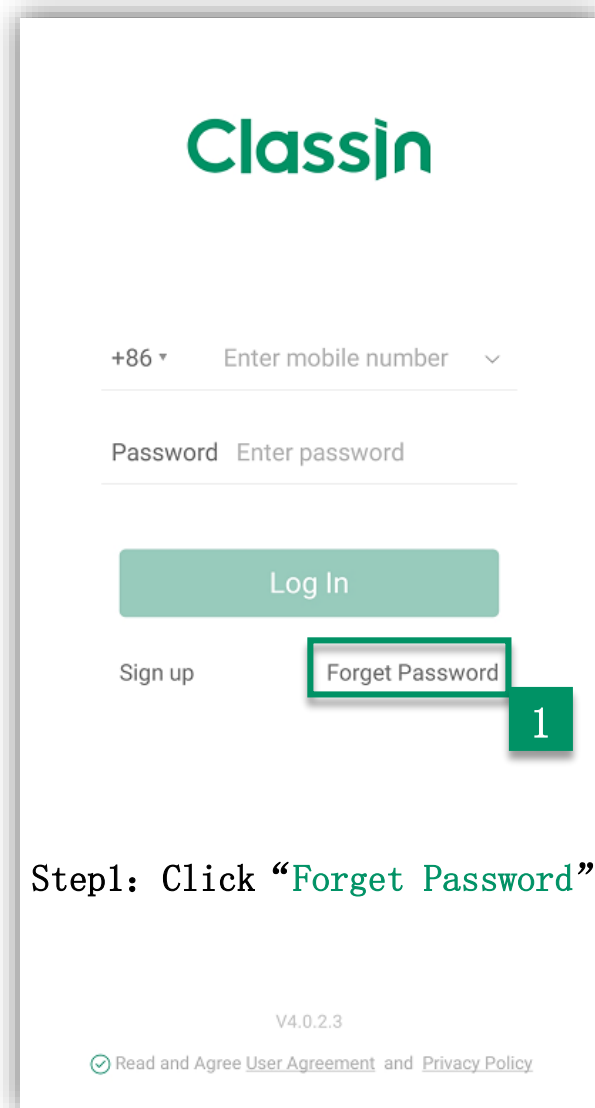 ClassIn
+86 Enter mobile number
Password Enter password
Log In
Sign up Forget Password
1
Step1: Click “Forget Password”
V4.0.2.3
Read and Agree User Agreement and Privacy Policy